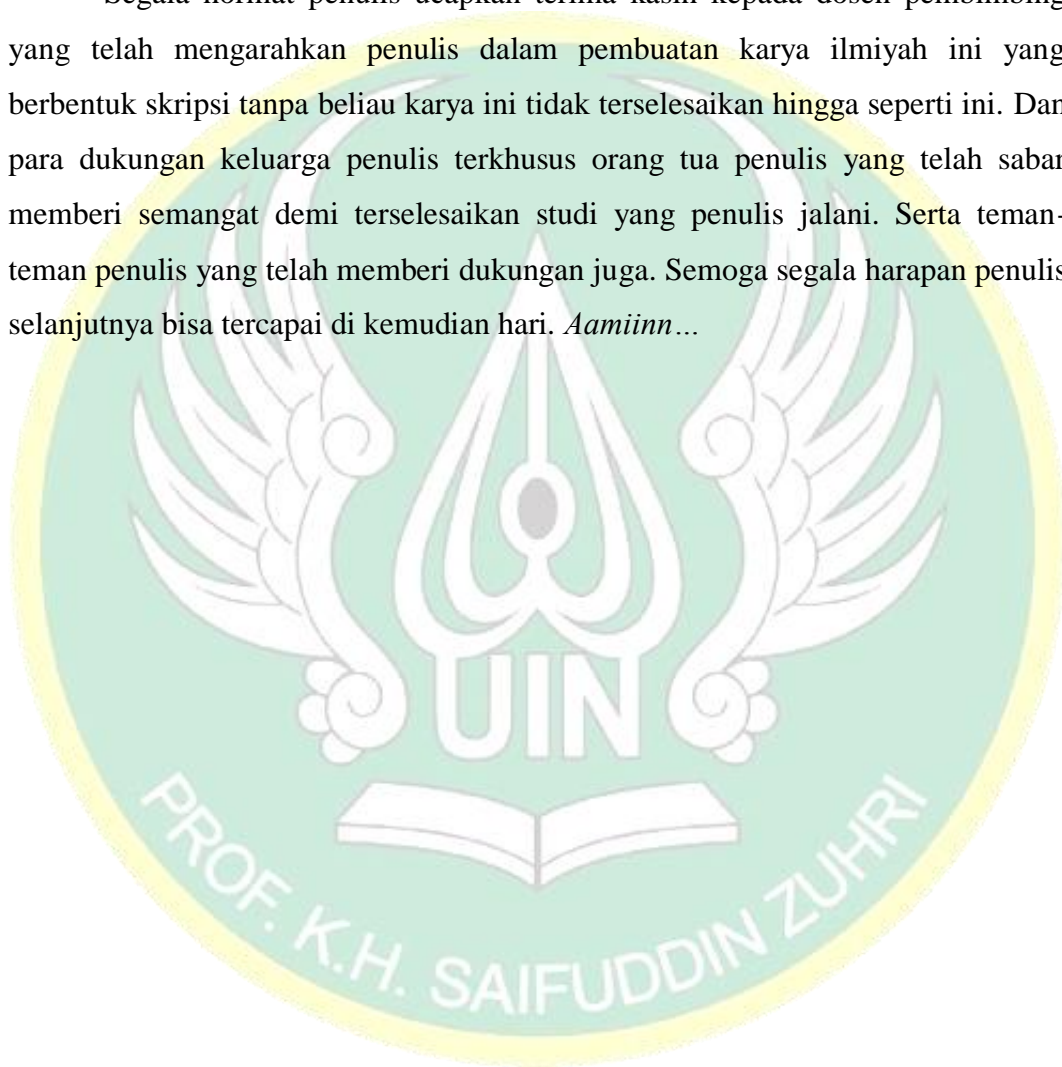 Segala hormat penulis ucapkan terima kasih kepada dosen pembimbing
yang telah mengarahkan penulis dalam pembuatan karya ilmiyah ini yang
berbentuk skripsi tanpa beliau karya ini tidak terselesaikan hingga seperti ini. Dan
para dukungan keluarga penulis terkhusus orang tua penulis yang telah sabar
memberi semangat demi terselesaikan studi yang penulis jalani. Serta teman-
teman penulis yang telah memberi dukungan juga. Semoga segala harapan penulis
selanjutnya bisa tercapai di kemudian hari. Aamiinn...
UIN
PROF. K.H. SAIFUDDIN ZUHRI